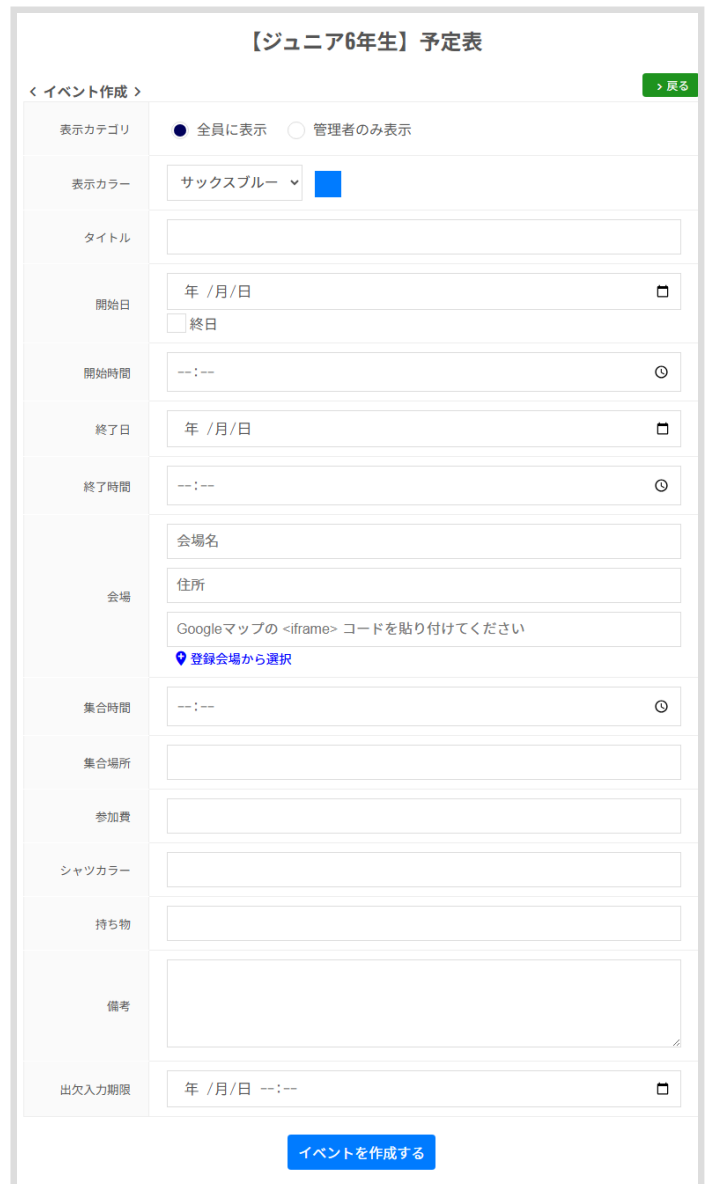 【ジュニア6年生】予定表
< イベント作成 >
› 戻る
表示カテゴリ
全員に表示 管理者のみ表示
表示カラー
サックスブルー
タイトル
開始日
年 /月/日
終日
開始時間
--:--
終了日
年 /月/日
終了時間
--:--
会場
会場名
住所
Googleマップの <iframe> コードを貼り付けてください
登録会場から選択
集合時間
--:--
集合場所
参加費
シャツカラー
持ち物
備考
出欠入力期限
年 /月/日 --:--
イベントを作成する